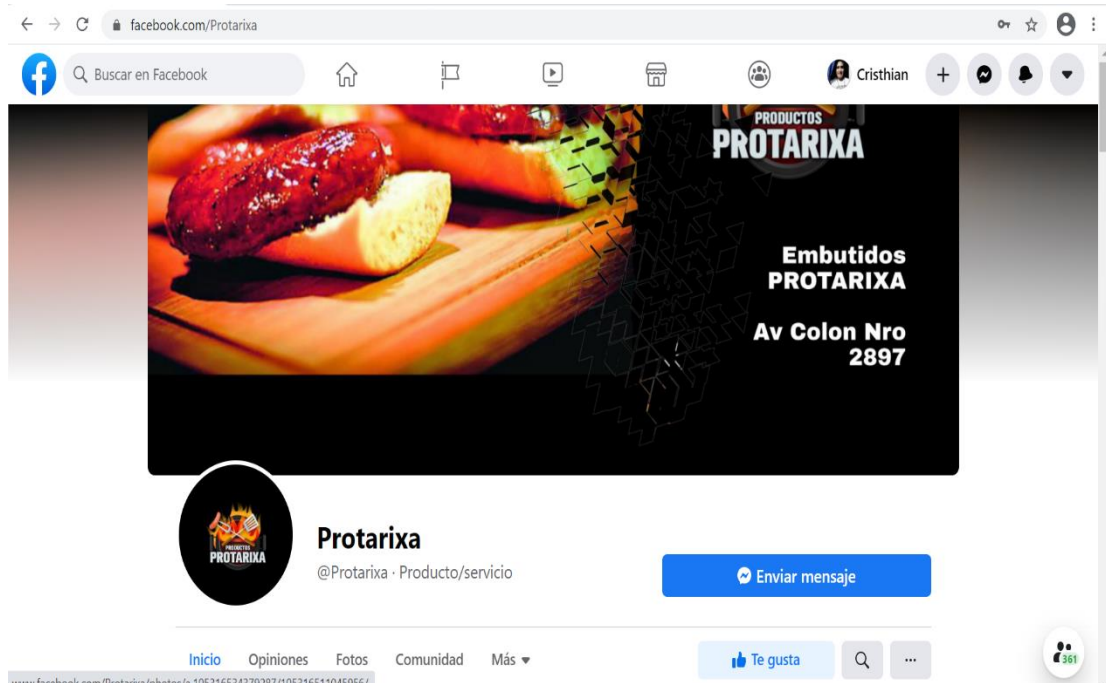 facebook.com/Protarixa
Buscar en Facebook
Cristhian
PRODUCTOS
PROTARIXA
Embutidos
PROTARIXA
Av Colon Nro
2897
PRODUCTOS
PROTARIXA
Protarixa
@Protarixa · Producto/servicio
Enviar mensaje
Inicio Opiniones Fotos Comunidad Más
Te gusta
361